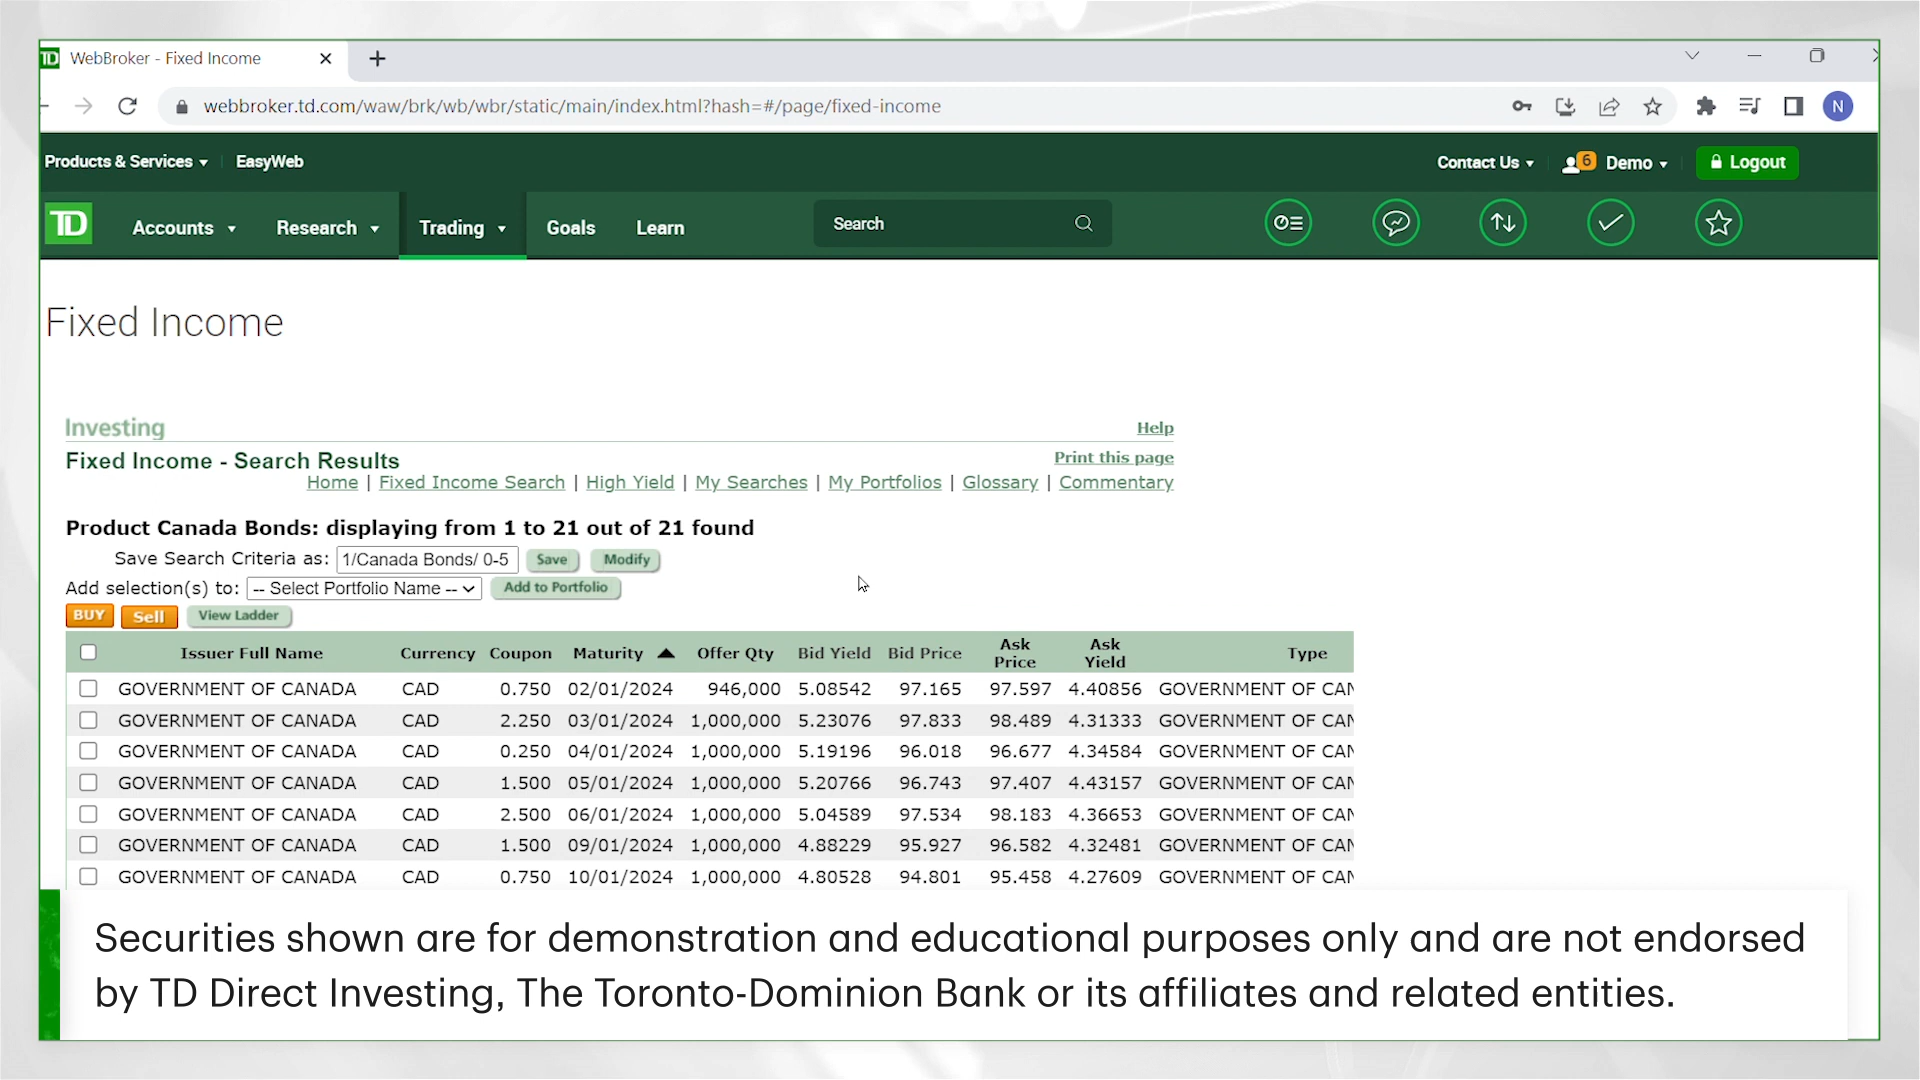 TD WebBroker - Fixed Income
webbroker.td.com/waw/brk/wb/wbr/static/main/index.html?hash=#/page/fixed-income
N
Products & Services EasyWeb Contact Us 6 Demo Logout
TD Accounts Research Trading Goals Learn Search
Fixed Income
Investing Help
Fixed Income - Search Results Print this page
Home | Fixed Income Search | High Yield | My Searches | My Portfolios | Glossary | Commentary
Product Canada Bonds: displaying from 1 to 21 out of 21 found
Save Search Criteria as: 1/Canada Bonds/ 0-5 Save Modify
Add selection(s) to: -- Select Portfolio Name -- Add to Portfolio
BUY Sell View Ladder
Issuer Full Name Currency Coupon Maturity Offer Qty Bid Yield Bid Price Ask Price Ask Yield Type
GOVERNMENT OF CANADA CAD 0.750 02/01/2024 946,000 5.08542 97.165 97.597 4.40856 GOVERNMENT OF CAN
GOVERNMENT OF CANADA CAD 2.250 03/01/2024 1,000,000 5.23076 97.833 98.489 4.31333 GOVERNMENT OF CAN
GOVERNMENT OF CANADA CAD 0.250 04/01/2024 1,000,000 5.19196 96.018 96.677 4.34584 GOVERNMENT OF CAN
GOVERNMENT OF CANADA CAD 1.500 05/01/2024 1,000,000 5.20766 96.743 97.407 4.43157 GOVERNMENT OF CAN
GOVERNMENT OF CANADA CAD 2.500 06/01/2024 1,000,000 5.04589 97.534 98.183 4.36653 GOVERNMENT OF CAN
GOVERNMENT OF CANADA CAD 1.500 09/01/2024 1,000,000 4.88229 95.927 96.582 4.32481 GOVERNMENT OF CAN
GOVERNMENT OF CANADA CAD 0.750 10/01/2024 1,000,000 4.80528 94.801 95.458 4.27609 GOVERNMENT OF CAN
Securities shown are for demonstration and educational purposes only and are not endorsed
by TD Direct Investing, The Toronto-Dominion Bank or its affiliates and related entities.